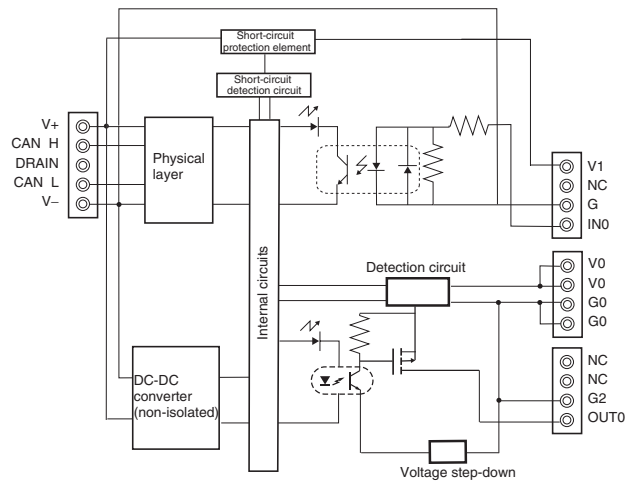 Short-circuit
protection element
Short-circuit
detection circuit
V+
CAN H
DRAIN
CAN L
V−
Physical
layer
Internal circuits
V1
NC
G
IN0
Detection circuit
V0
V0
G0
G0
DC-DC
converter
(non-isolated)
NC
NC
G2
OUT0
Voltage step-down